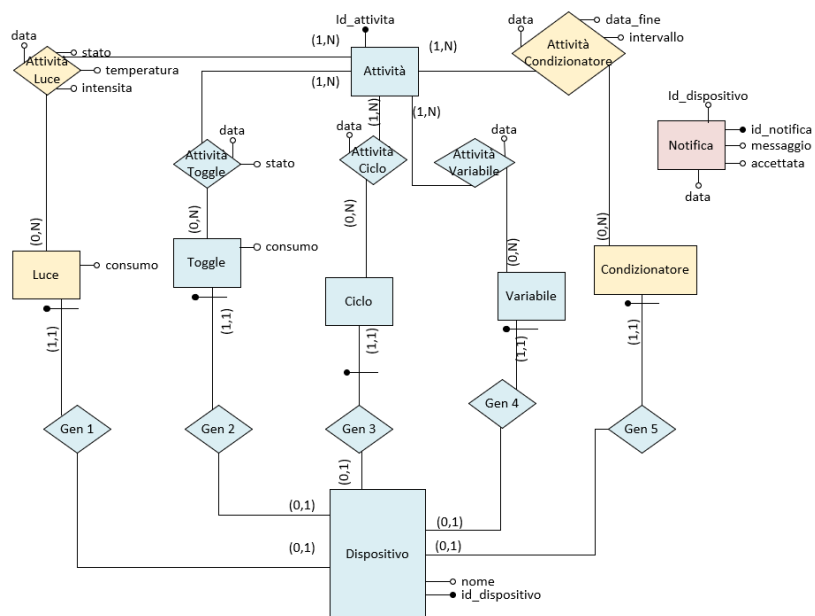 Id_attivita
data
stato
temperatura
intensita
Attività
Luce
(1,N)
(1,N)
Attività
(1,N)
(1,N)
(1,N)
data
data_fine
intervallo
Attività
Condizionatore
Id_dispositivo
id_notifica
messaggio
accettata
Notifica
data
data
Attività
Toggle
stato
data
Attività
Ciclo
data
Attività
Variabile
(0,N)
(0,N)
(0,N)
(0,N)
(0,N)
Luce
consumo
Toggle
consumo
Ciclo
Variabile
Condizionatore
(1,1)
(1,1)
(1,1)
(1,1)
(1,1)
Gen 1
Gen 2
Gen 3
Gen 4
Gen 5
(0,1)
(0,1)
(0,1)
(0,1)
(0,1)
Dispositivo
nome
id_dispositivo